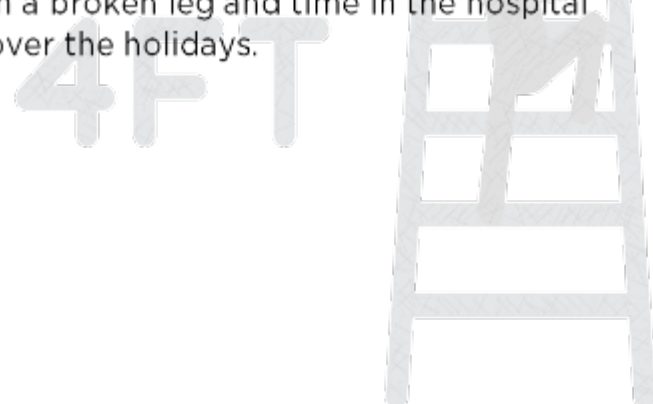 a broken leg and time in the hospital
over the holidays.
4FT